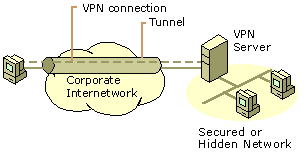 VPN connection
Tunnel
VPN
Server
Corporate
Internetwork
Secured or
Hidden Network